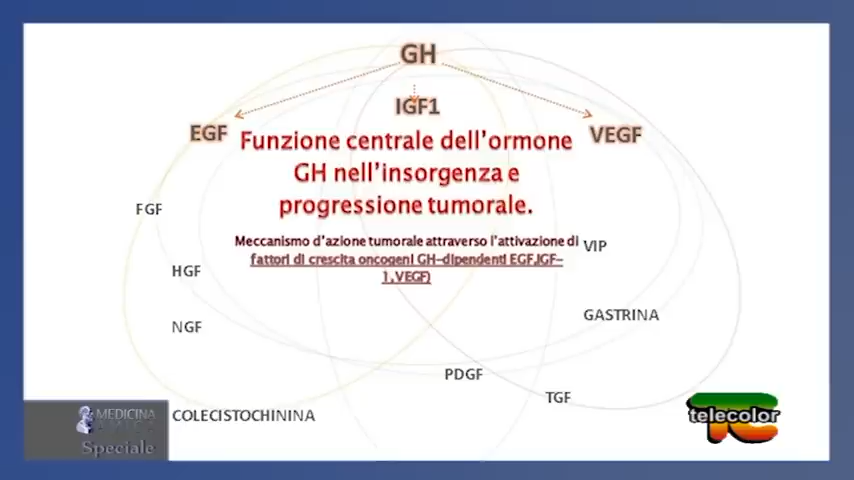 GH
IGF1
EGF
VEGF
Funzione centrale dell'ormone
GH nell'insorgenza e
progressione tumorale.
FGF
Meccanismo d'azione tumorale attraverso l'attivazione di
fattori di crescita oncogeni GH-dipendenti EGF,IGF-
1,VEGF)
VIP
HGF
GASTRINA
NGF
PDGF
TGF
COLECISTOCHININA
MEDICINA
Speciale
telecolor